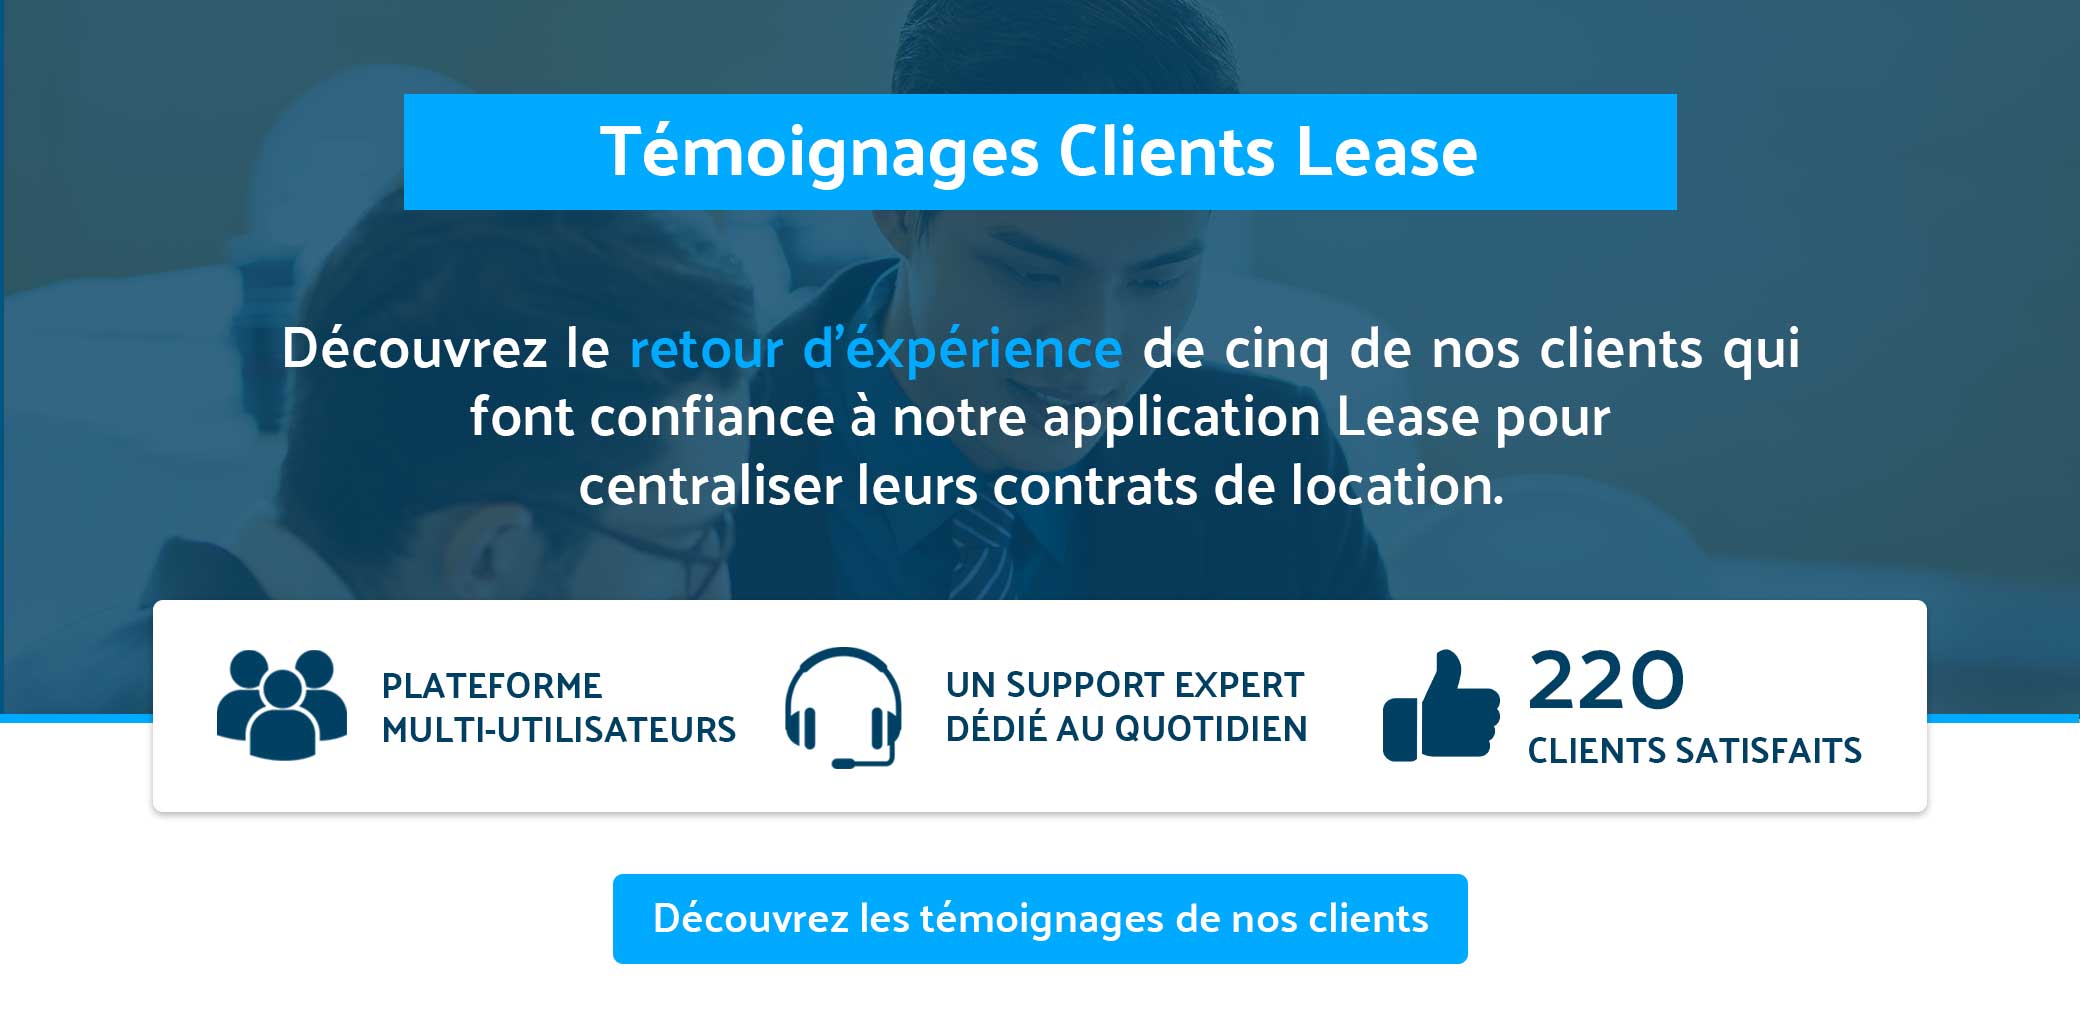 Témoignages Clients Lease
Découvrez le retour d’éxpérience de cinq de nos clients qui
font confiance à notre application Lease pour
centraliser leurs contrats de location.
PLATEFORME
MULTI-UTILISATEURS
UN SUPPORT EXPERT
DÉDIÉ AU QUOTIDIEN
220
CLIENTS SATISFAITS
Découvrez les témoignages de nos clients